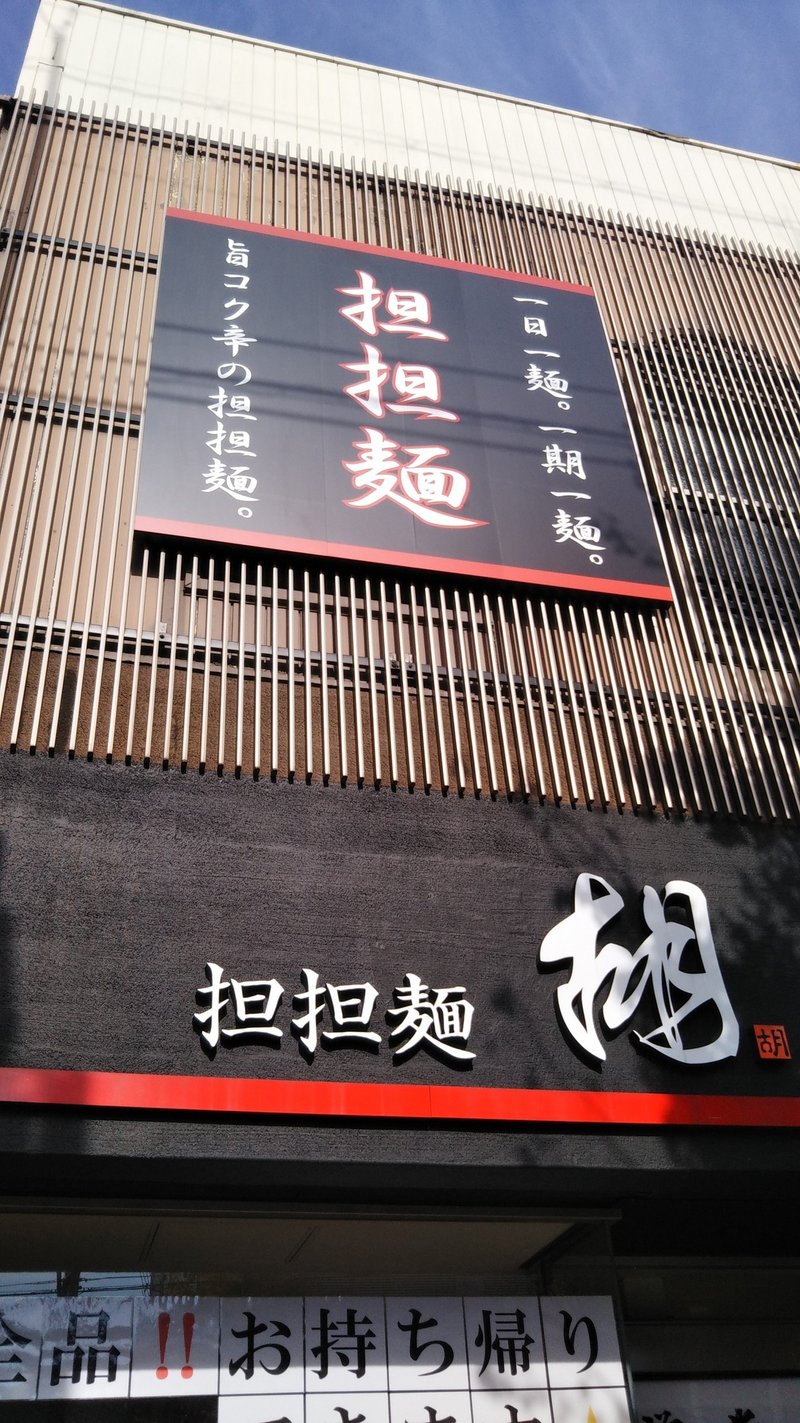 一日一麺。一期一麺。
担担麺
旨コク辛の担担麺。
担担麺 胡
胡
全品!!お持ち帰り